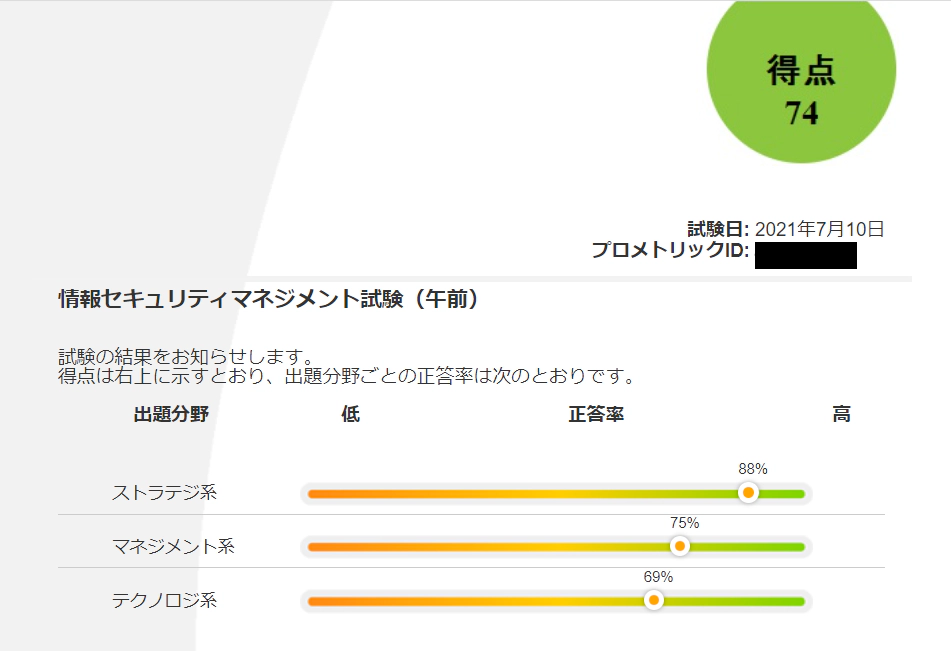 得点
74
試験日: 2021年7月10日
プロメトリックID:
情報セキュリティマネジメント試験（午前）
試験の結果をお知らせします。
得点は右上に示すとおり、出題分野ごとの正答率は次のとおりです。
出題分野 低 正答率 高
88%
ストラテジ系
75%
マネジメント系
69%
テクノロジ系